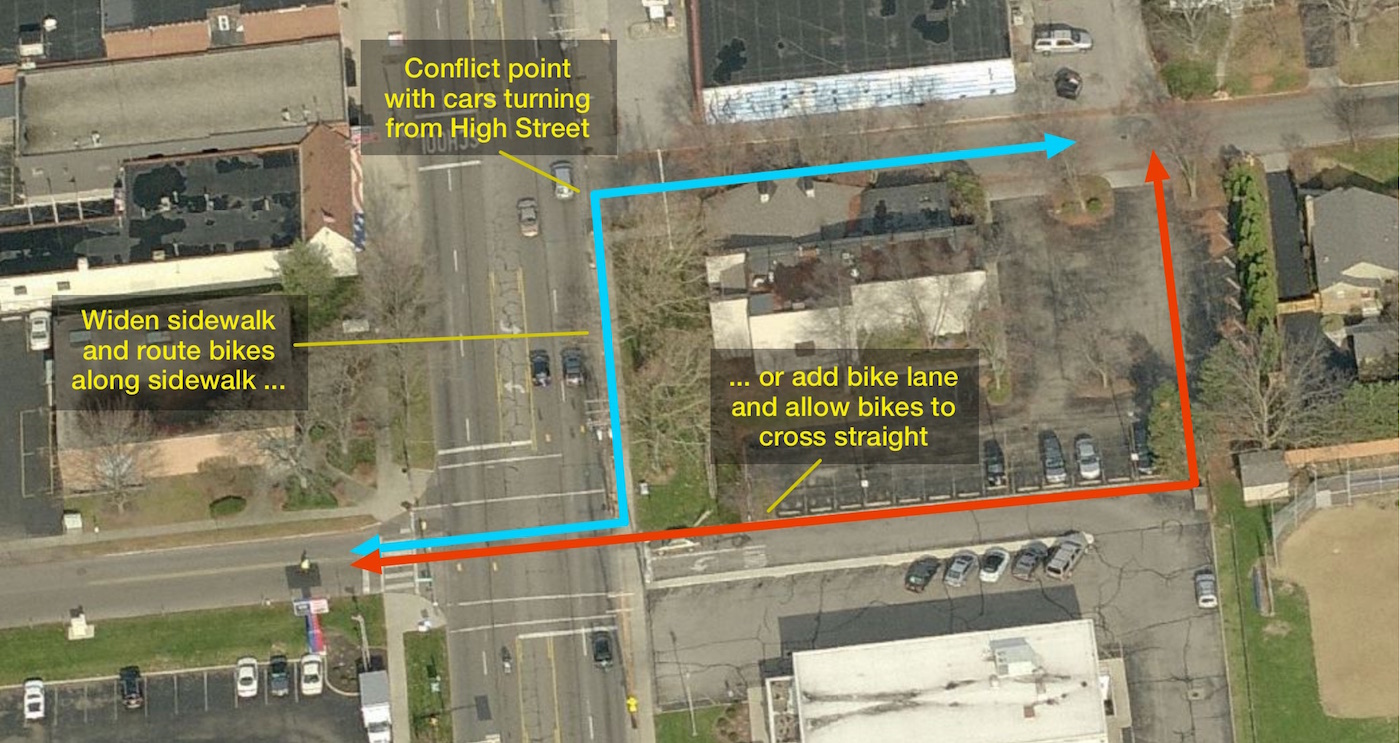 Conflict point
with cars turning
from High Street
SCHOOL
Widen sidewalk
and route bikes
along sidewalk ...
... or add bike lane
and allow bikes to
cross straight